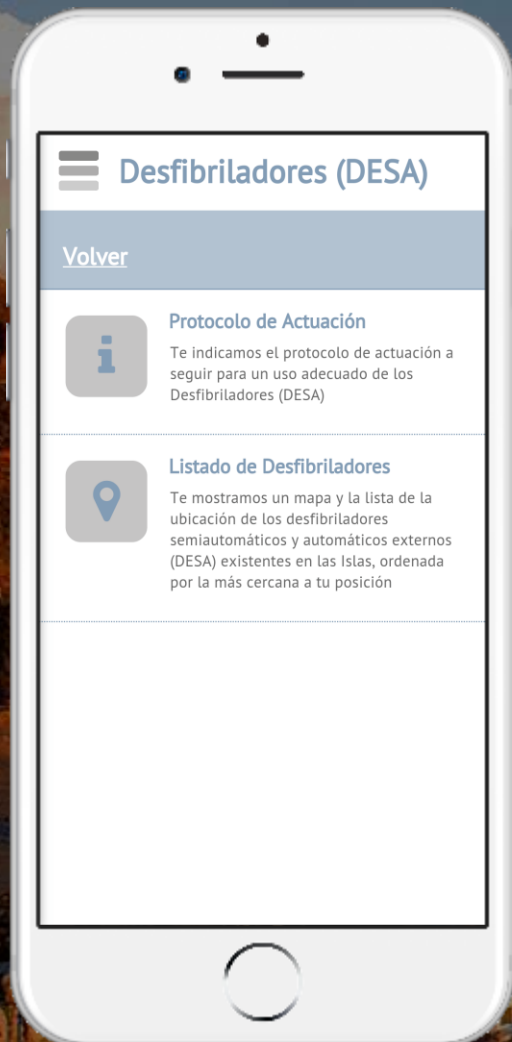 Desfibriladores (DESA)
Volver
Protocolo de Actuación
Te indicamos el protocolo de actuación a
seguir para un uso adecuado de los
Desfibriladores (DESA)
Listado de Desfibriladores
Te mostramos un mapa y la lista de la
ubicación de los desfibriladores
semiautomáticos y automáticos externos
(DESA) existentes en las Islas, ordenada
por la más cercana a tu posición